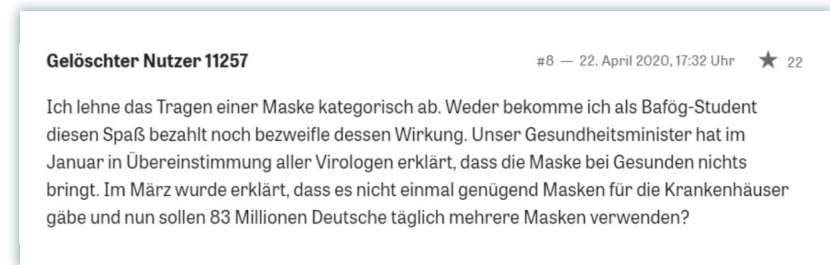 Gelöschter Nutzer 11257
#8 — 22. April 2020, 17:32 Uhr ★ 22
Ich lehne das Tragen einer Maske kategorisch ab. Weder bekomme ich als Bafög-Student
diesen Spaß bezahlt noch bezweifle dessen Wirkung. Unser Gesundheitsminister hat im
Januar in Übereinstimmung aller Virologen erklärt, dass die Maske bei Gesunden nichts
bringt. Im März wurde erklärt, dass es nicht einmal genügend Masken für die Krankenhäuser
gäbe und nun sollen 83 Millionen Deutsche täglich mehrere Masken verwenden?